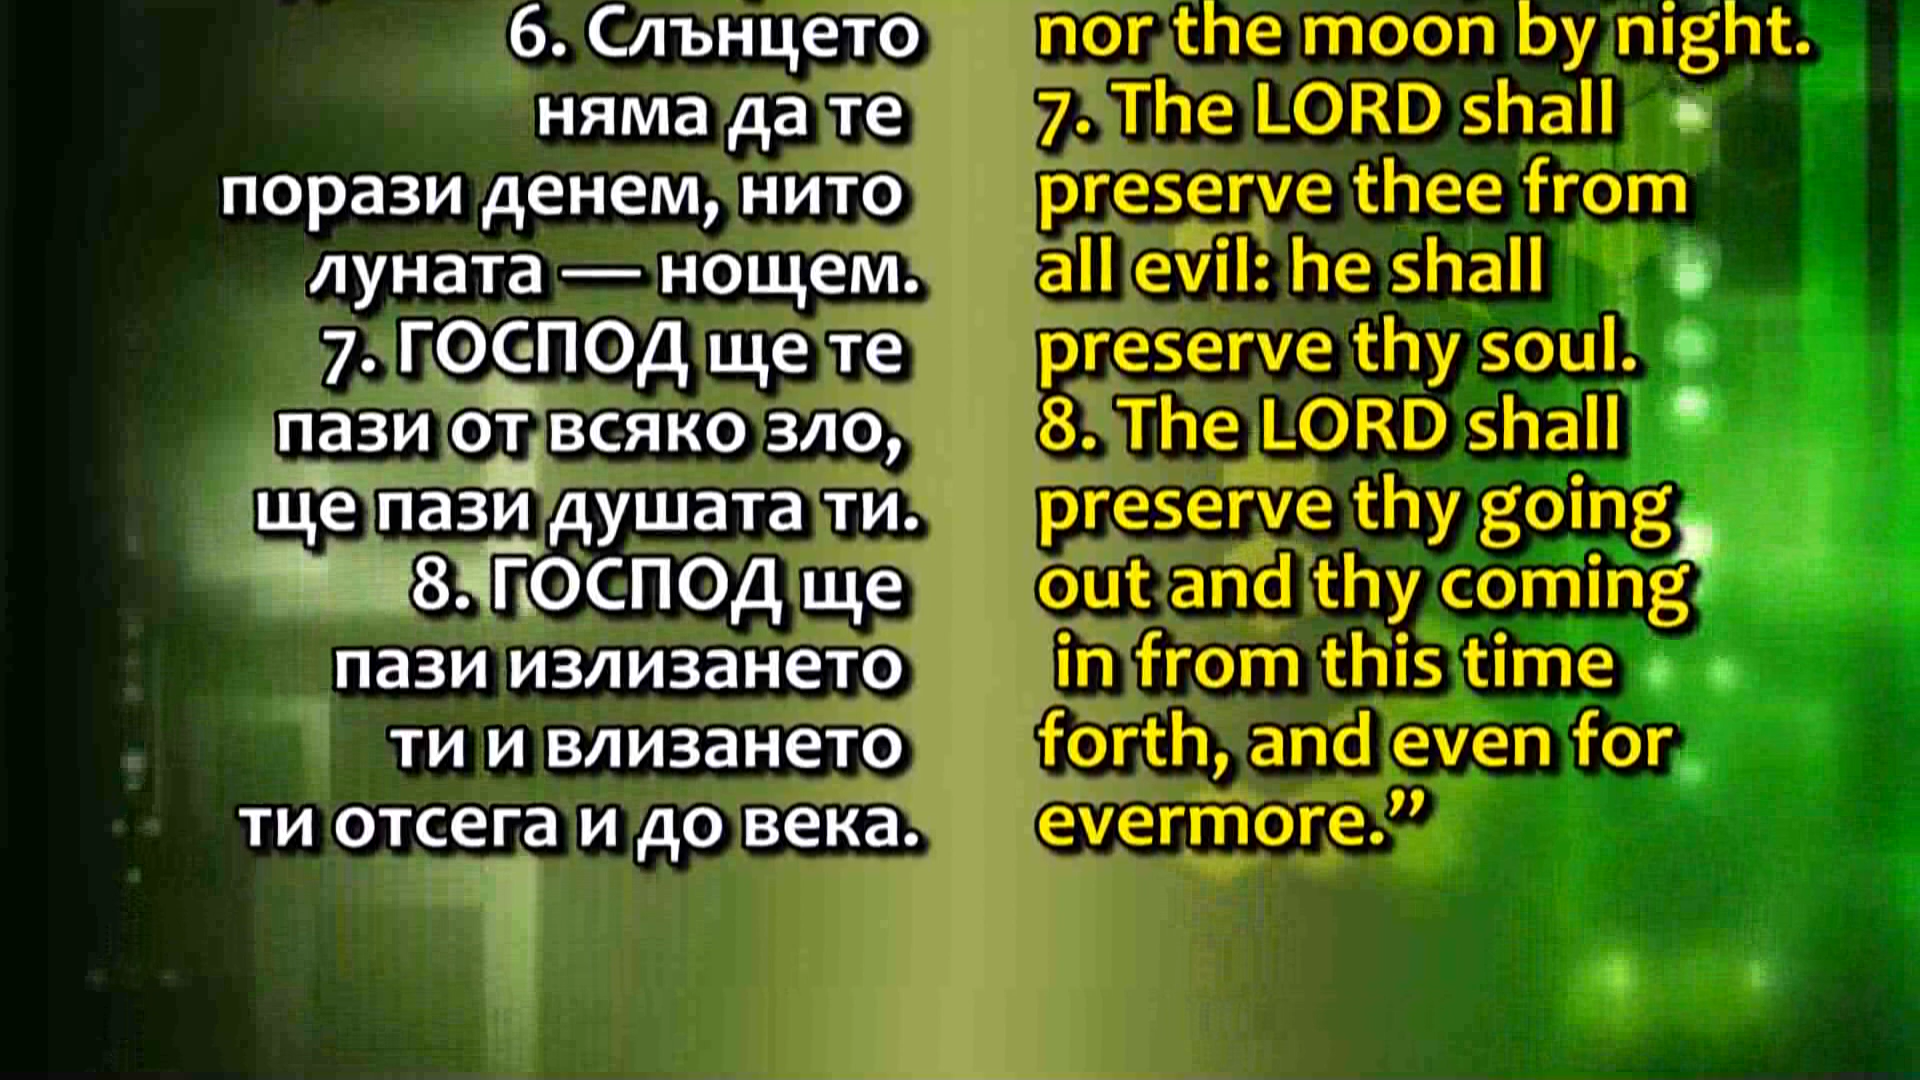 6. Слънцето
няма да те
порази денем, нито
луната — нощем.
7. ГОСПОД ще те
пази от всяко зло,
ще пази душата ти.
8. ГОСПОД ще
пази излизането
ти и влизането
ти отсега и до века.
nor the moon by night.
7. The LORD shall
preserve thee from
all evil: he shall
preserve thy soul.
8. The LORD shall
preserve thy going
out and thy coming
in from this time
forth, and even for
evermore.”